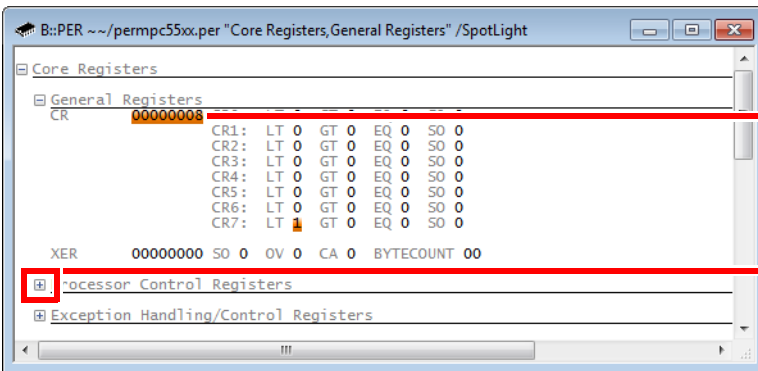 B::PER ~~/permpc55xx.per "Core Registers,General Registers" /SpotLight
Core Registers
General Registers
CR 00000008
CR1: LT 0 GT 0 EQ 0 SO 0
CR2: LT 0 GT 0 EQ 0 SO 0
CR3: LT 0 GT 0 EQ 0 SO 0
CR4: LT 0 GT 0 EQ 0 SO 0
CR5: LT 0 GT 0 EQ 0 SO 0
CR6: LT 0 GT 0 EQ 0 SO 0
CR7: LT 1 GT 0 EQ 0 SO 0
XER 00000000 SO 0 OV 0 CA 0 BYTECOUNT 00
rocessor Control Registers
Exception Handling/Control Registers